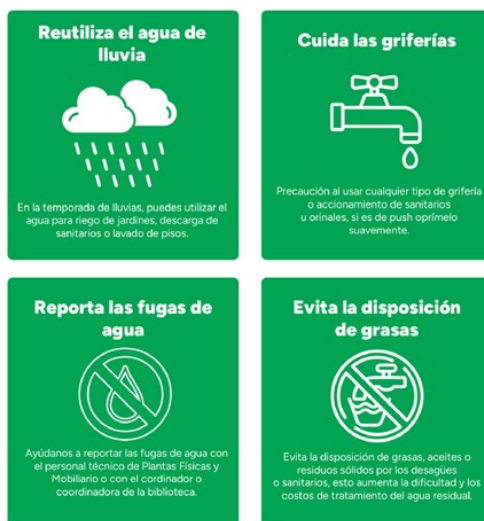 Reutiliza el agua de
lluvia
En la temporada de lluvias, puedes utilizar el
agua para riego de jardines, descarga de
sanitarios o lavado de pisos.
Cuida las griferías
Precaución al usar cualquier tipo de grifería
o accionamiento de sanitarios
u orinales, si es de push oprímelo
suavemente.
Reporta las fugas de
agua
Ayúdanos a reportar las fugas de agua con
el personal técnico de Plantas Físicas y
Mobiliario o con el cordinador o
coordinadora de la biblioteca.
Evita la disposición
de grasas
Evita la disposición de grasas, aceites o
residuos sólidos por los desagües
o sanitarios, esto aumenta la dificultad y los
costos de tratamiento del agua residual.